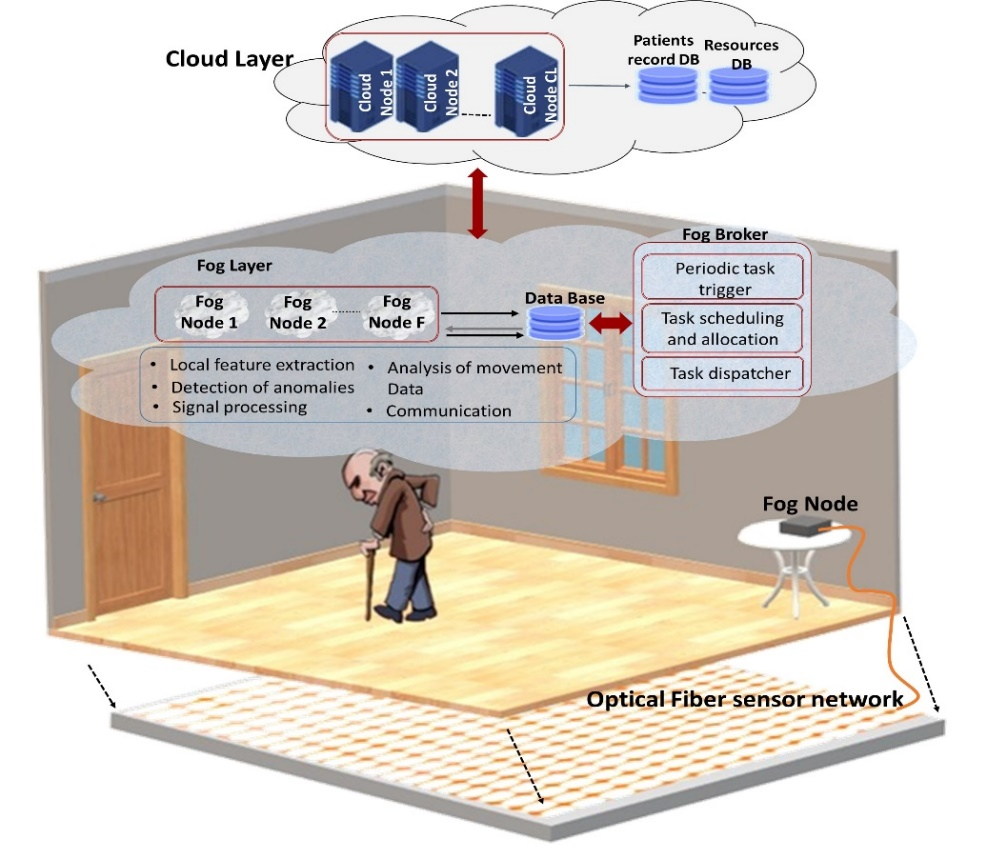 Cloud Layer
Cloud
Node 1
Cloud
Node 2
Cloud
Node CL
Patients
record DB
Resources
DB
Fog Layer
Fog
Node 1
Fog
Node 2
Fog
Node F
Data Base
Fog Broker
Periodic task
trigger
Task scheduling
and allocation
Task dispatcher
• Local feature extraction
• Detection of anomalies
• Signal processing
• Analysis of movement
Data
• Communication
Fog Node
Optical Fiber sensor network